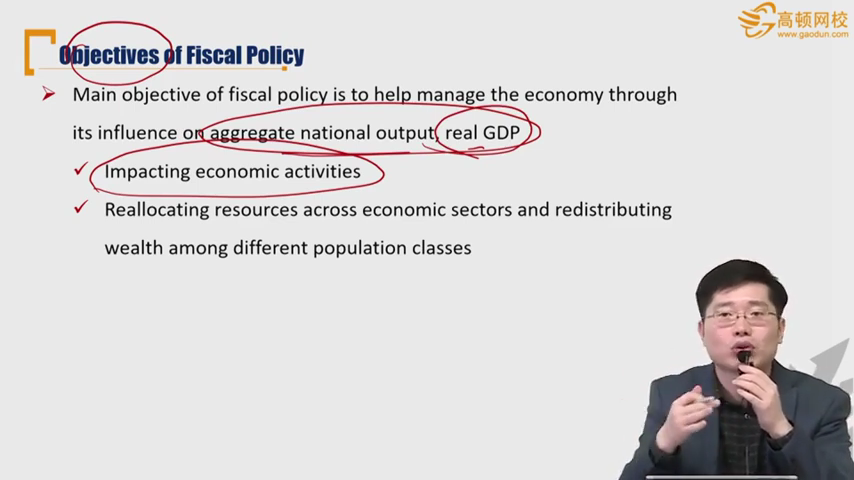 高顿网校
www.gaodun.com
Objectives of Fiscal Policy
Main objective of fiscal policy is to help manage the economy through
its influence on aggregate national output, real GDP
Impacting economic activities
Reallocating resources across economic sectors and redistributing
wealth among different population classes